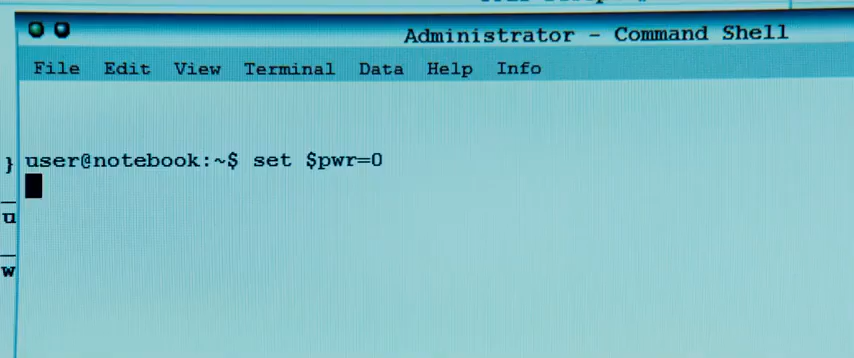 Administrator - Command Shell
File Edit View Terminal Data Help Info
} user@notebook:~$ set $pwr=0
u
w